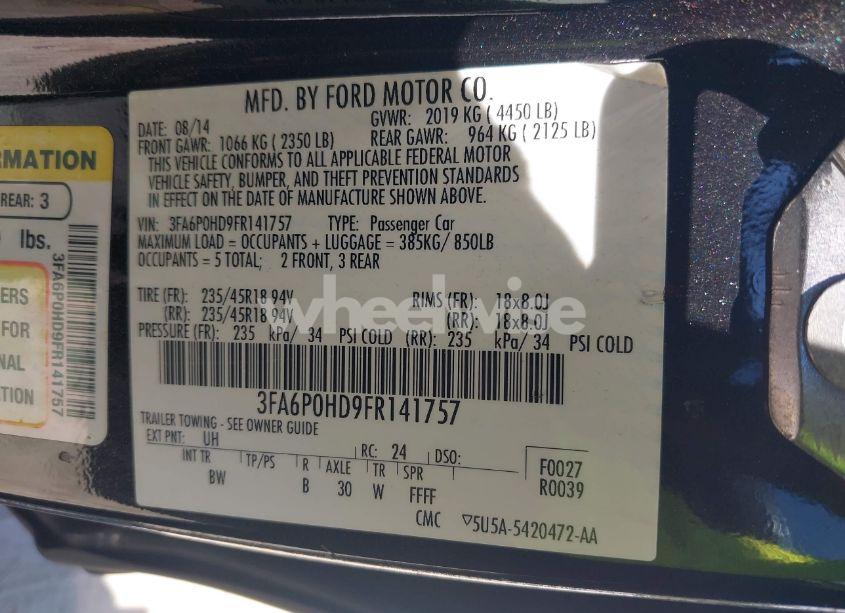 MFD. BY FORD MOTOR CO.
DATE: 08/14 GVWR: 2019 KG ( 4450 LB)
FRONT GAWR: 1066 KG ( 2350 LB) REAR GAWR: 964 KG ( 2125 LB)
THIS VEHICLE CONFORMS TO ALL APPLICABLE FEDERAL MOTOR
VEHICLE SAFETY, BUMPER, AND THEFT PREVENTION STANDARDS
IN EFFECT ON THE DATE OF MANUFACTURE SHOWN ABOVE.
VIN: 3FA6P0HD9FR141757 TYPE: Passenger Car
MAXIMUM LOAD = OCCUPANTS + LUGGAGE = 385KG/ 850LB
OCCUPANTS = 5 TOTAL; 2 FRONT, 3 REAR
TIRE (FR): 235/45R18 94V RIMS (FR): 18x8.0J
(RR): 235/45R18 94V (RR): 18x8.0J
PRESSURE (FR): 235 kPa/ 34 PSI COLD (RR): 235 kPa/ 34 PSI COLD
3FA6P0HD9FR141757
TRAILER TOWING - SEE OWNER GUIDE
EXT PNT: UH RC: 24 DSO:
INT TR TP/PS R AXLE TR SPR
BW B 30 W FFFF
F0027
R0039
CMC 5U5A-5420472-AA
RMATION
REAR: 3
lbs.
ERS
FOR
NAL
ON
3FA6P0HD9FR141757
wheelwise